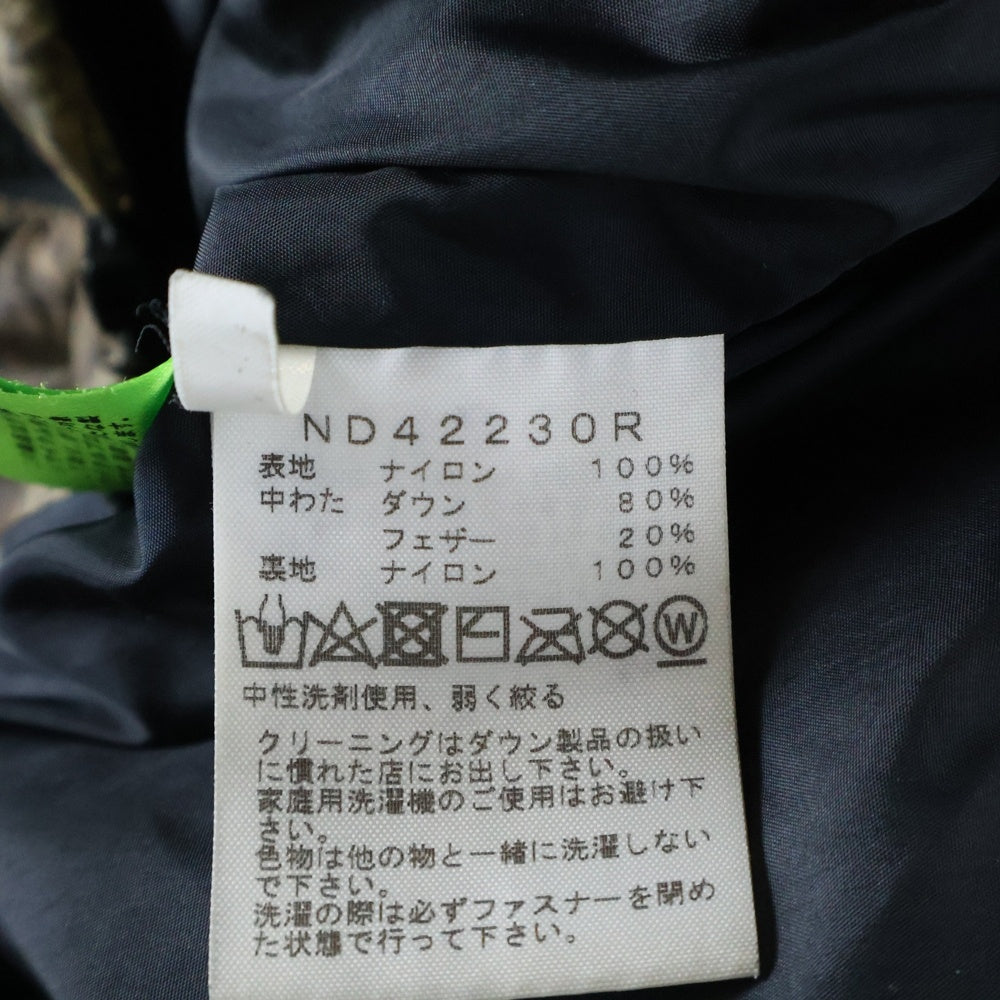 ND42230R
表地 ナイロン 100%
中わた ダウン 80%
フェザー 20%
裏地 ナイロン 100%
W
中性洗剤使用、弱く絞る
クリーニングはダウン製品の扱い
に慣れた店にお出し下さい。
家庭用洗濯機のご使用はお避け下
さい。
色物は他の物と一緒に洗濯しない
で下さい。
洗濯の際は必ずファスナーを閉め
た状態で行って下さい。